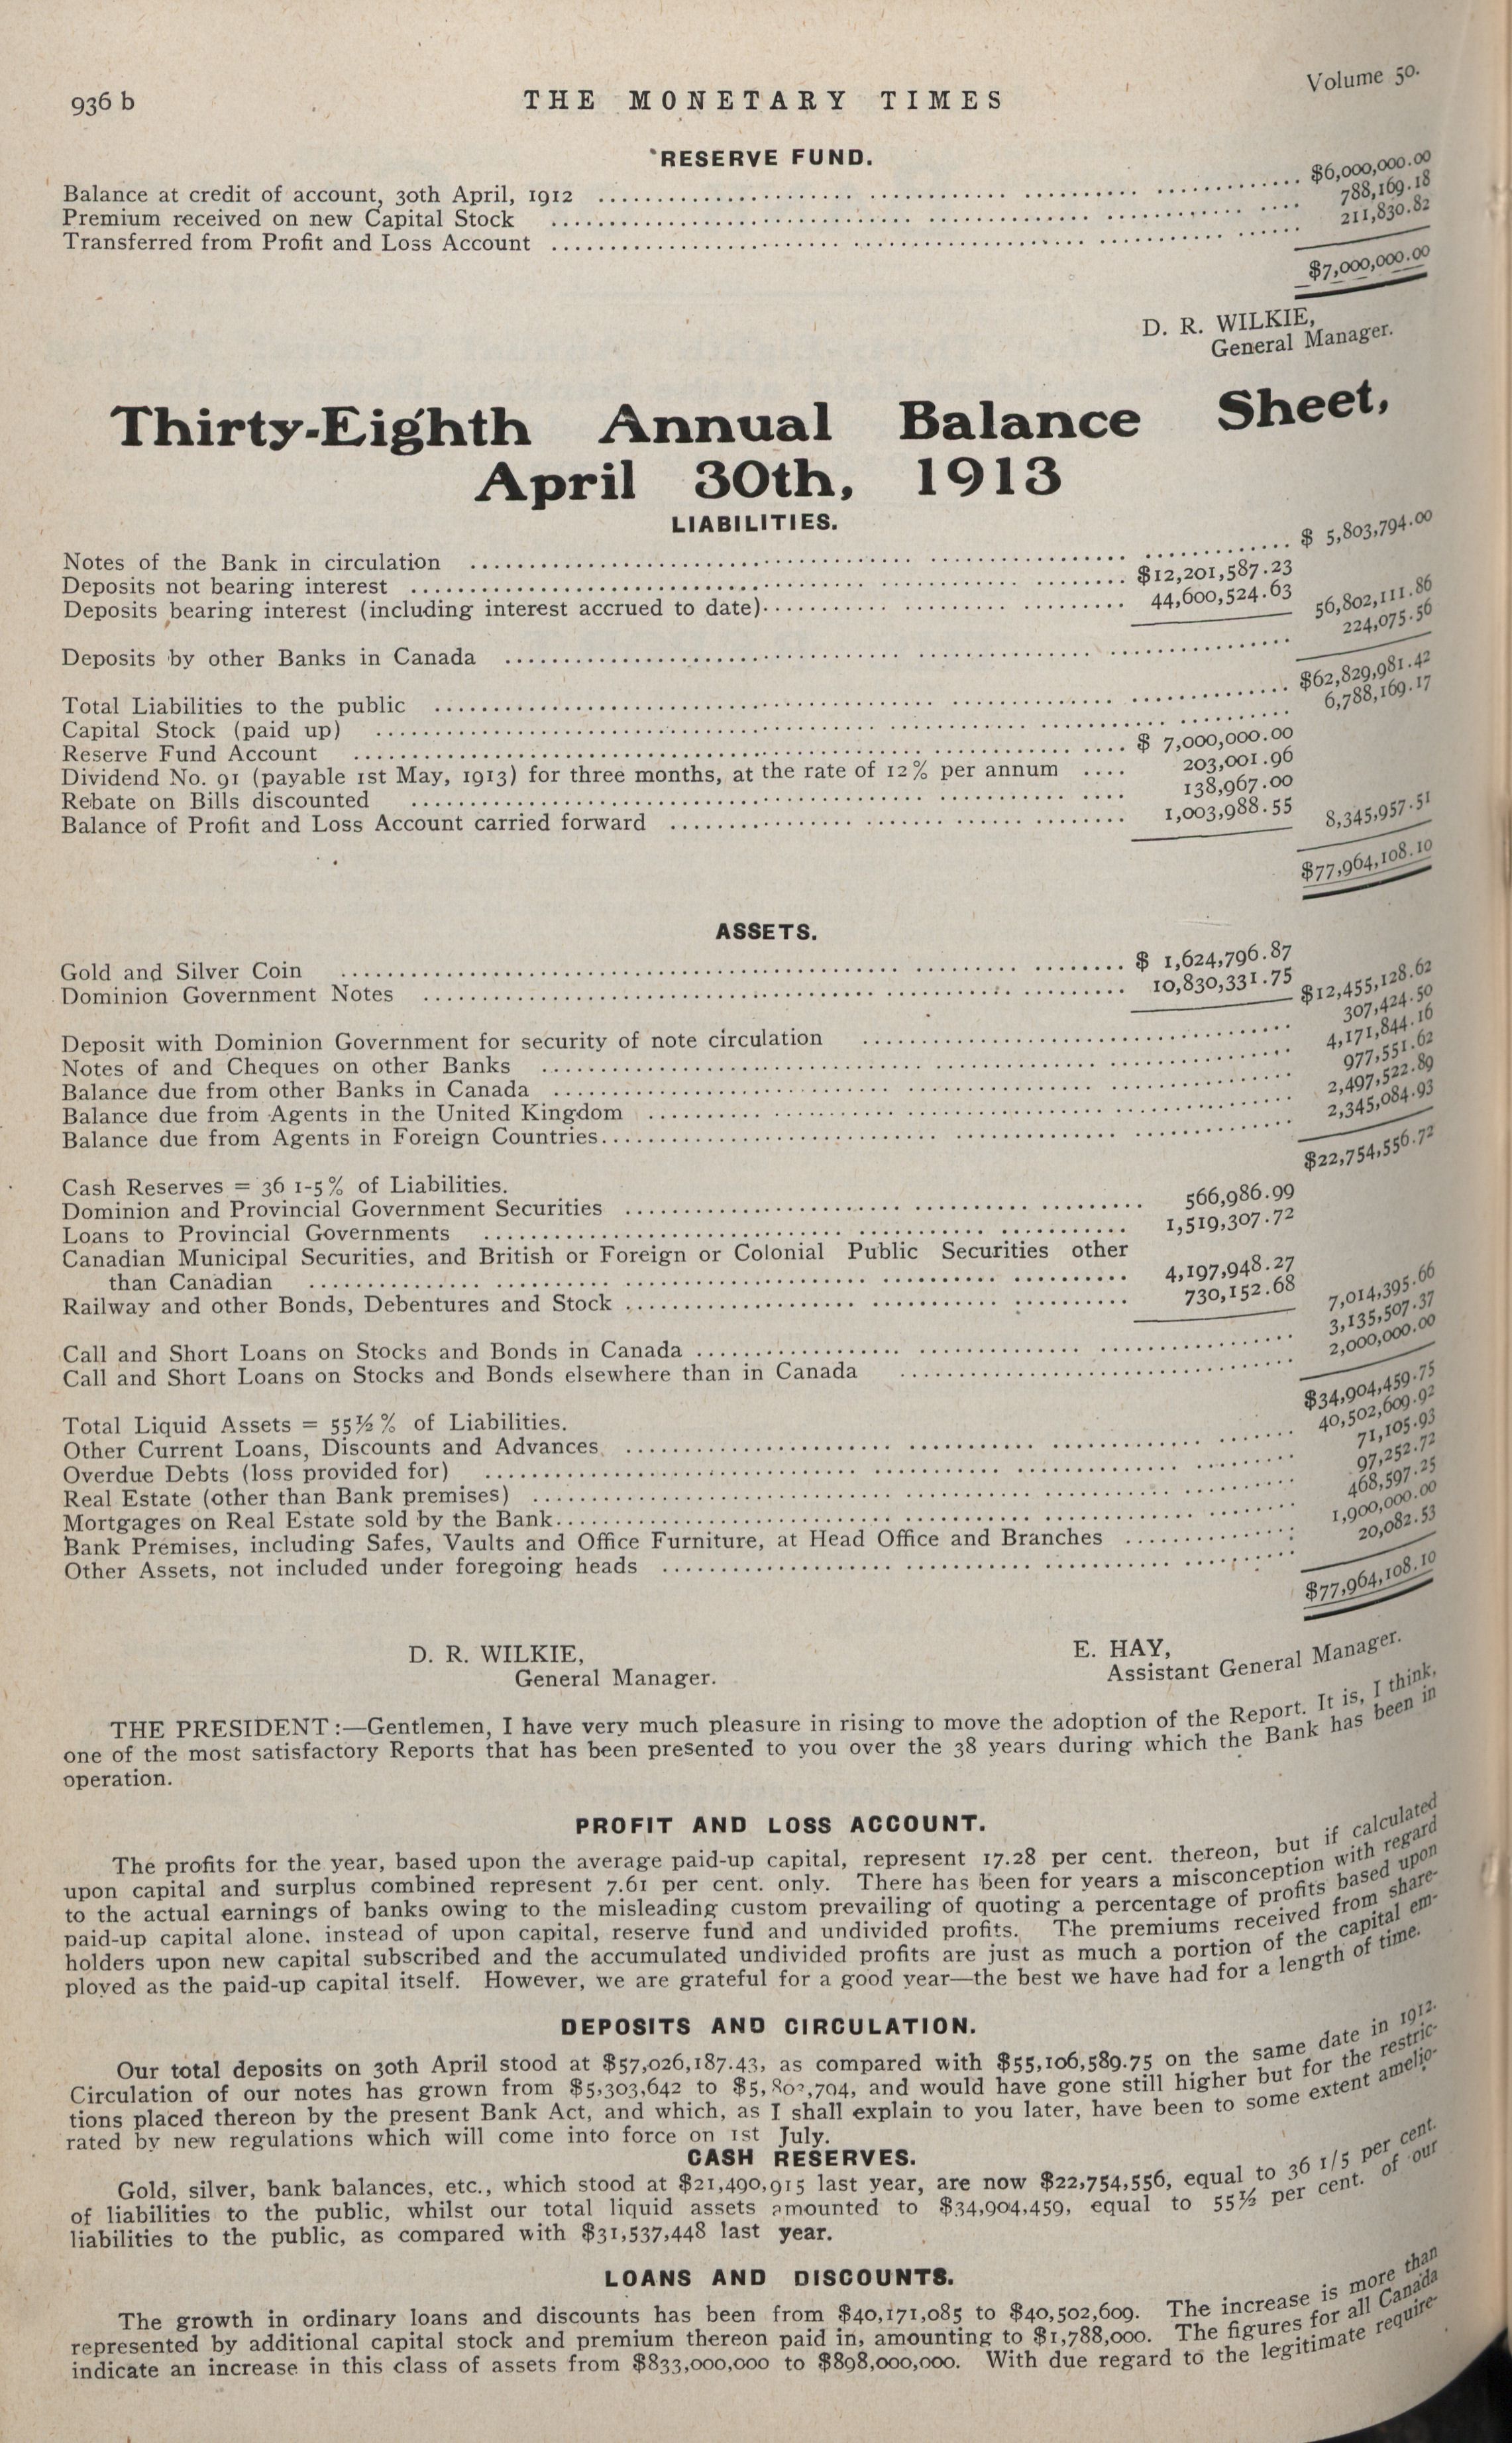 936 b THE MONETARY TIMES Volume 50.
RESERVE FUND.
Balance at credit of account, 30th April, 1912 $6,000,000.00
Premium received on new Capital Stock 788,169.18
Transferred from Profit and Loss Account 211,830.82
$7,000,000.00
D. R. WILKIE,
General Manager.
Thirty-Eighth Annual Balance Sheet,
April 30th, 1913
LIABILITIES.
Notes of the Bank in circulation $ 5,803,794.00
Deposits not bearing interest $12,201,587.23
Deposits bearing interest (including interest accrued to date) 44,600,524.63 56,802,111.86
Deposits by other Banks in Canada 224,075.56
Total Liabilities to the public $62,829,981.42
Capital Stock (paid up) 6,788,169.17
Reserve Fund Account $ 7,000,000.00
Dividend No. 91 (payable 1st May, 1913) for three months, at the rate of 12% per annum 203,001.96
Rebate on Bills discounted 138,967.00
Balance of Profit and Loss Account carried forward 1,003,988.55 8,345,957.51
$77,964,108.10
ASSETS.
Gold and Silver Coin $ 1,624,796.87
Dominion Government Notes 10,830,331.75 $12,455,128.62
Deposit with Dominion Government for security of note circulation 307,424.50
Notes of and Cheques on other Banks 4,171,844.16
Balance due from other Banks in Canada 977,551.62
Balance due from Agents in the United Kingdom 2,497,522.89
Balance due from Agents in Foreign Countries 2,345,084.93
$22,754,556.72
Cash Reserves = 36 1-5% of Liabilities.
Dominion and Provincial Government Securities 566,986.99
Loans to Provincial Governments 1,519,307.72
Canadian Municipal Securities, and British or Foreign or Colonial Public Securities other
than Canadian 4,197,948.27
Railway and other Bonds, Debentures and Stock 730,152.68 7,014,395.66
Call and Short Loans on Stocks and Bonds in Canada 3,135,507.37
Call and Short Loans on Stocks and Bonds elsewhere than in Canada 2,000,000.00
$34,904,459.75
Total Liquid Assets = 55½% of Liabilities.
Other Current Loans, Discounts and Advances 40,502,609.92
Overdue Debts (loss provided for) 71,105.93
Real Estate (other than Bank premises) 97,252.72
Mortgages on Real Estate sold by the Bank 468,597.25
Bank Premises, including Safes, Vaults and Office Furniture, at Head Office and Branches 1,900,000.00
Other Assets, not included under foregoing heads 20,082.53
$77,964,108.10
D. R. WILKIE, E. HAY,
General Manager. Assistant General Manager.
THE PRESIDENT:—Gentlemen, I have very much pleasure in rising to move the adoption of the Report. It is, I think,
one of the most satisfactory Reports that has been presented to you over the 38 years during which the Bank has been in
operation.
PROFIT AND LOSS ACCOUNT.
The profits for the year, based upon the average paid-up capital, represent 17.28 per cent. thereon, but if calculated
upon capital and surplus combined represent 7.61 per cent. only. There has been for years a misconception with regard
to the actual earnings of banks owing to the misleading custom prevailing of quoting a percentage of profits based upon
paid-up capital alone. instead of upon capital, reserve fund and undivided profits. The premiums received from share-
holders upon new capital subscribed and the accumulated undivided profits are just as much a portion of the capital em-
ployed as the paid-up capital itself. However, we are grateful for a good year—the best we have had for a length of time.
DEPOSITS AND CIRCULATION.
Our total deposits on 30th April stood at $57,026,187.43, as compared with $55,106,589.75 on the same date in 1912.
Circulation of our notes has grown from $5,303,642 to $5,803,794, and would have gone still higher but for the restric-
tions placed thereon by the present Bank Act, and which, as I shall explain to you later, have been to some extent amelio-
rated by new regulations which will come into force on 1st July.
CASH RESERVES.
Gold, silver, bank balances, etc., which stood at $21,490,915 last year, are now $22,754,556, equal to 36 1/5 per cent.
of liabilities to the public, whilst our total liquid assets amounted to $34,904,459, equal to 55½ per cent. of our
liabilities to the public, as compared with $31,537,448 last year.
LOANS AND DISCOUNTS.
The growth in ordinary loans and discounts has been from $40,171,085 to $40,502,609. The increase is more than
represented by additional capital stock and premium thereon paid in, amounting to $1,788,000. The figures for all Canada
indicate an increase in this class of assets from $833,000,000 to $898,000,000. With due regard to the legitimate require-